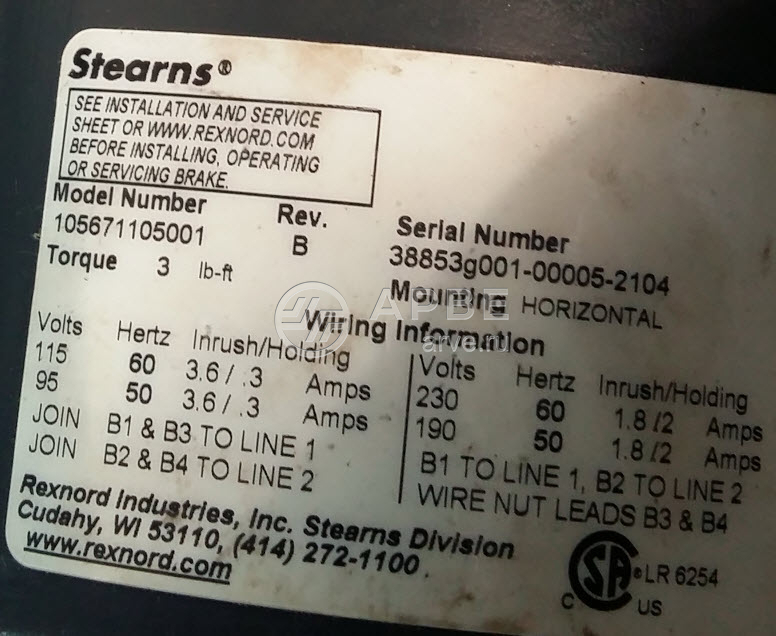 Stearns®
SEE INSTALLATION AND SERVICE
SHEET OR WWW.REXNORD.COM
BEFORE INSTALLING, OPERATING
OR SERVICING BRAKE.
Model Number Rev. Serial Number
105671105001 B 38853g001-00005-2104
Torque 3 lb-ft Mounting HORIZONTAL
Wiring Information
Volts Hertz Inrush/Holding
115 60 3.6/.3 Amps
95 50 3.6/.3 Amps
JOIN B1 & B3 TO LINE 1
JOIN B2 & B4 TO LINE 2
Volts Hertz Inrush/Holding
230 60 1.8/2 Amps
190 50 1.8/2 Amps
B1 TO LINE 1, B2 TO LINE 2
WIRE NUT LEADS B3 & B4
Rexnord Industries, Inc. Stearns Division
Cudahy, WI 53110, (414) 272-1100
www.rexnord.com
CSA ® LR 6254
C US
АРВЕ